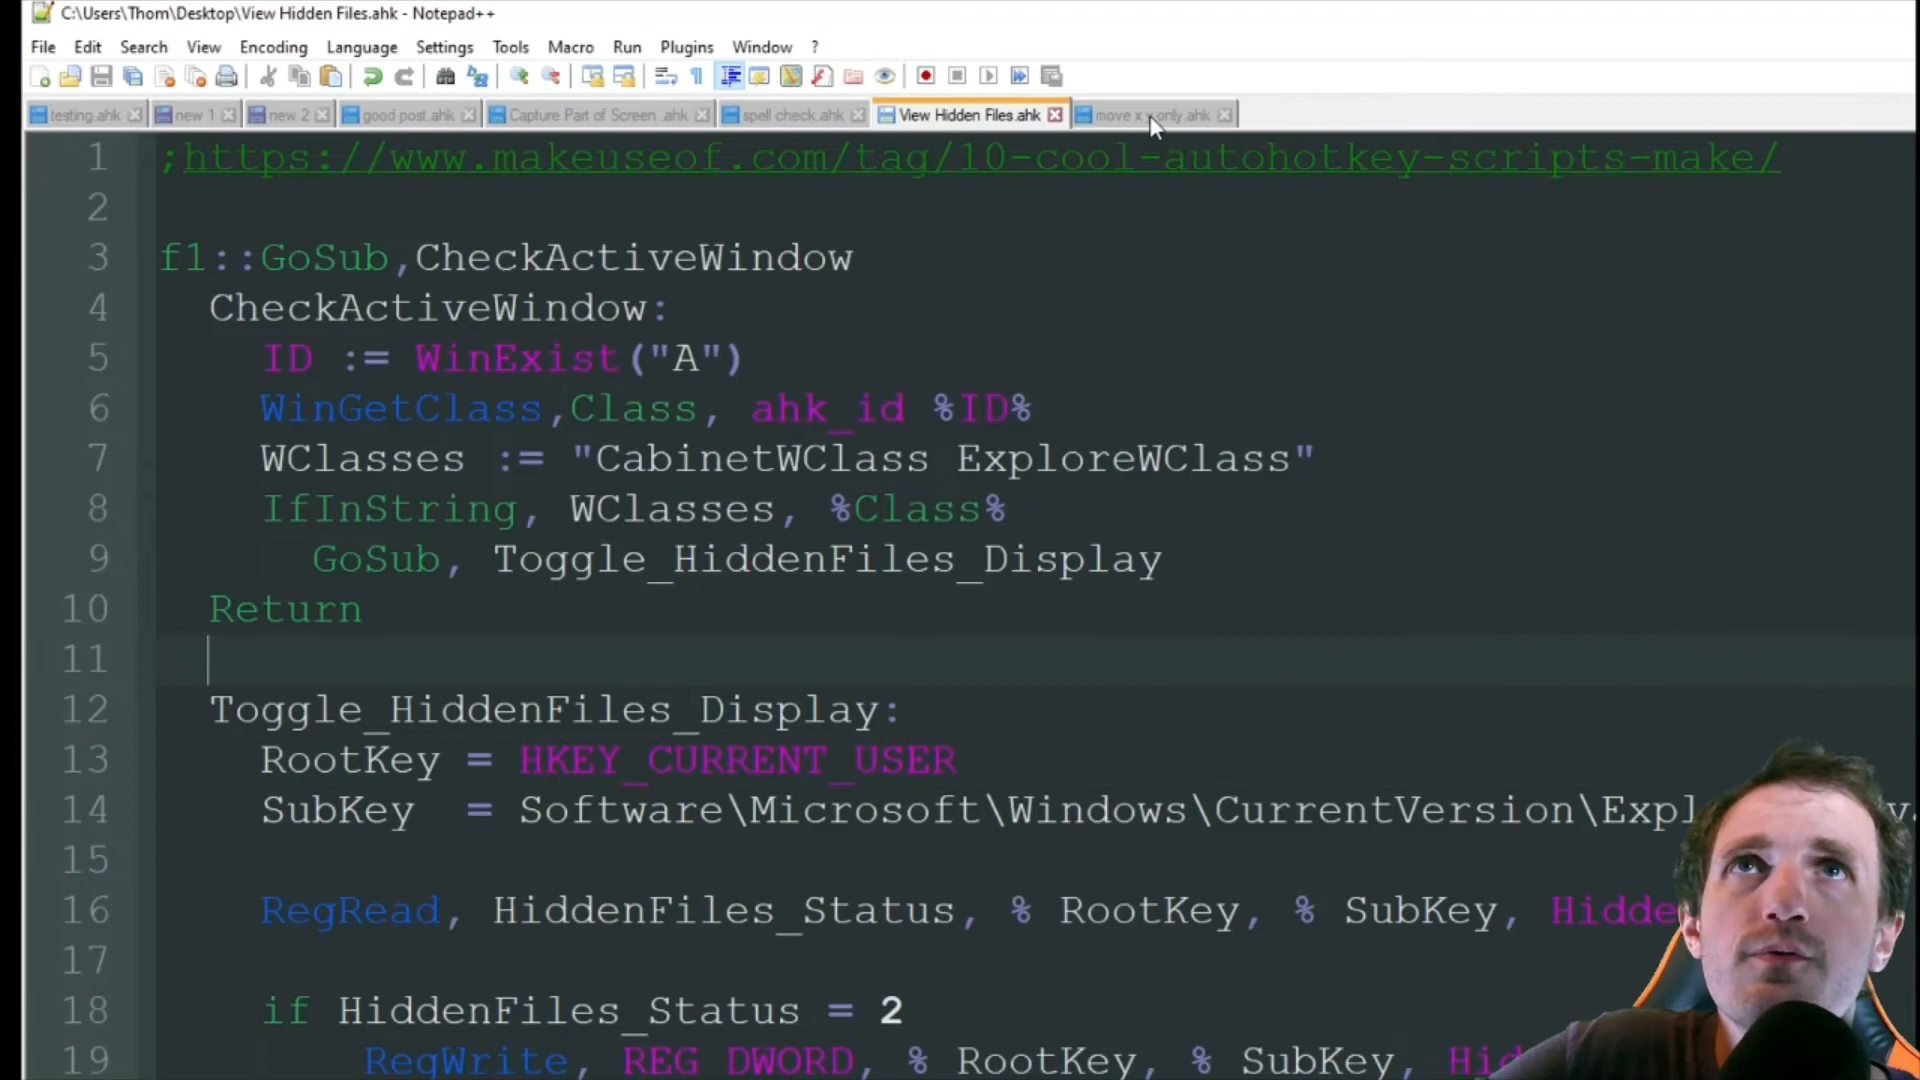 C:\Users\Thom\Desktop\View Hidden Files.ahk - Notepad++
File Edit Search View Encoding Language Settings Tools Macro Run Plugins Window ?
testing.ahk new 1 new 2 good post.ahk Capture Part of Screen .ahk spell check.ahk View Hidden Files.ahk move x y only.ahk
1 ;https://www.makeuseof.com/tag/10-cool-autohotkey-scripts-make/
2
3 f1::GoSub,CheckActiveWindow
4 CheckActiveWindow:
5 ID := WinExist("A")
6 WinGetClass,Class, ahk_id %ID%
7 WClasses := "CabinetWClass ExploreWClass"
8 IfInString, WClasses, %Class%
9 GoSub, Toggle_HiddenFiles_Display
10 Return
11
12 Toggle_HiddenFiles_Display:
13 RootKey = HKEY_CURRENT_USER
14 SubKey = Software\Microsoft\Windows\CurrentVersion\Expl
15
16 RegRead, HiddenFiles_Status, % RootKey, % SubKey, Hidde
17
18 if HiddenFiles_Status = 2
19 RegWrite, REG_DWORD, % RootKey, % SubKey, Hid